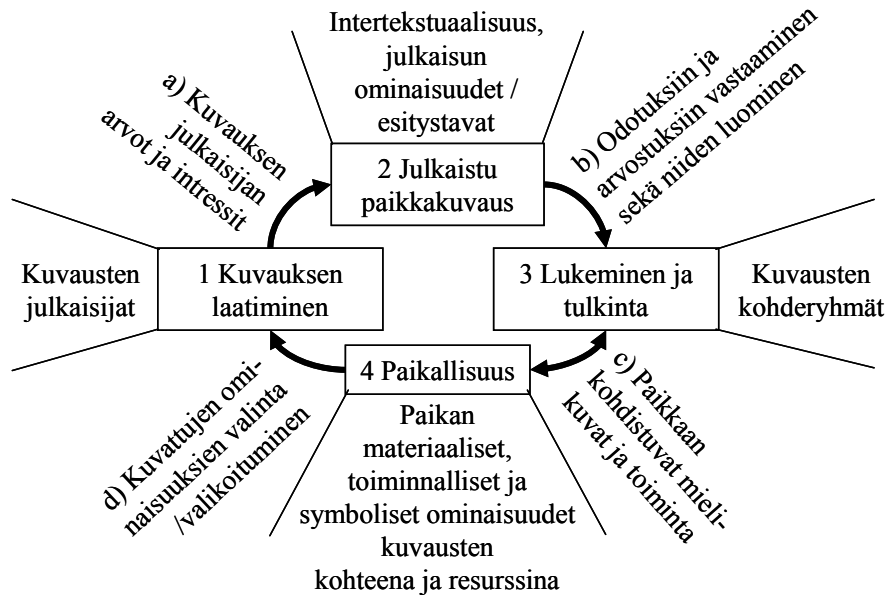 Intertekstuaalisuus,
julkaisun
ominaisuudet /
esitystavat
a) Kuvauksen
julkaisijan
arvot ja intressit
2 Julkaistu
paikkakuvaus
b) Odotuksiin ja
arvostuksiin vastaaminen
sekä niiden luominen
Kuvausten
julkaisijat
1 Kuvauksen
laatiminen
3 Lukeminen ja
tulkinta
Kuvausten
kohderyhmät
4 Paikallisuus
c) Paikkaan
kohdistuvat mieli-
kuvat ja toiminta
d) Kuvattujen omi-
naisuuksien valinta
/valikoituminen
Paikan
materiaaliset,
toiminnalliset ja
symboliset ominaisuudet
kuvausten
kohteena ja resurssina